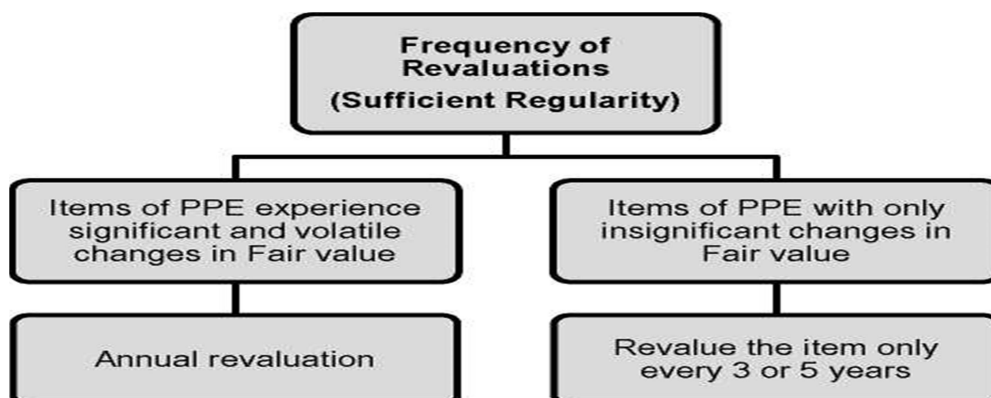 Frequency of
Revaluations
(Sufficient Regularity)
Items of PPE experience
significant and volatile
changes in Fair value
Items of PPE with only
insignificant changes in
Fair value
Annual revaluation
Revalue the item only
every 3 or 5 years